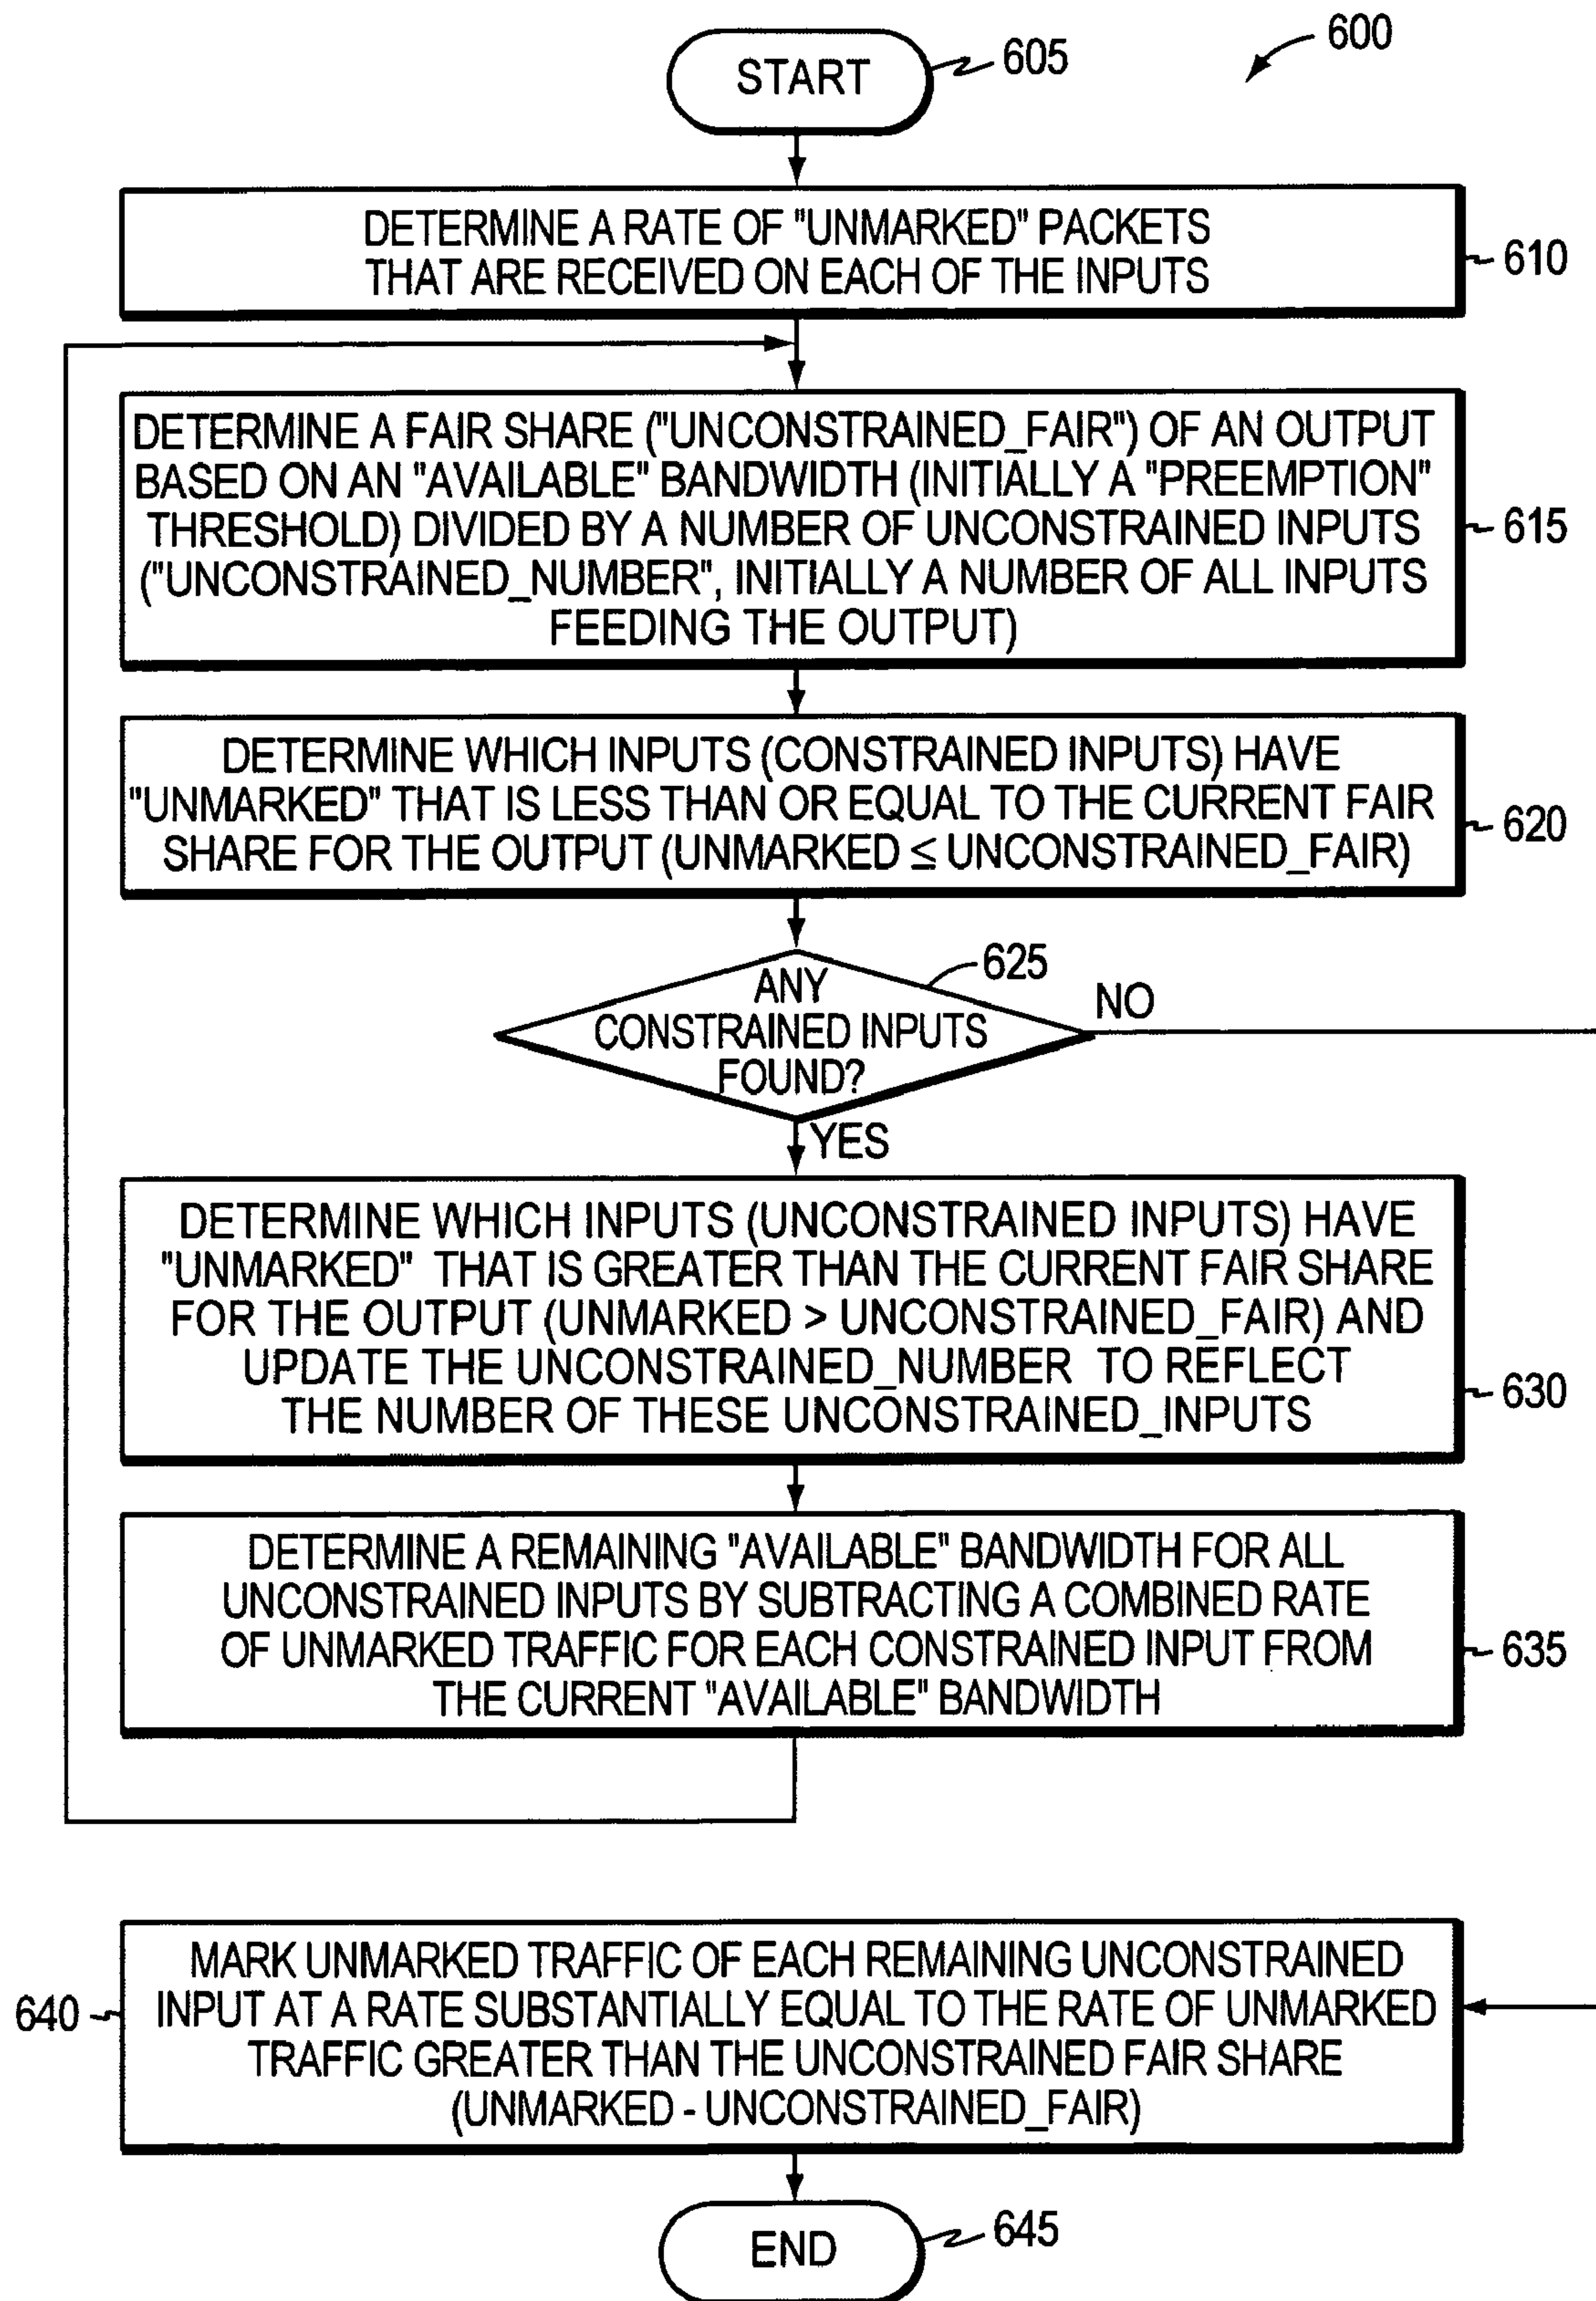 600
START
605
DETERMINE A RATE OF "UNMARKED" PACKETS
THAT ARE RECEIVED ON EACH OF THE INPUTS
610
DETERMINE A FAIR SHARE ("UNCONSTRAINED_FAIR") OF AN OUTPUT
BASED ON AN "AVAILABLE" BANDWIDTH (INITIALLY A "PREEMPTION"
THRESHOLD) DIVIDED BY A NUMBER OF UNCONSTRAINED INPUTS
("UNCONSTRAINED_NUMBER", INITIALLY A NUMBER OF ALL INPUTS
FEEDING THE OUTPUT)
615
DETERMINE WHICH INPUTS (CONSTRAINED INPUTS) HAVE
"UNMARKED" THAT IS LESS THAN OR EQUAL TO THE CURRENT FAIR
SHARE FOR THE OUTPUT (UNMARKED ≤ UNCONSTRAINED_FAIR)
620
625
ANY
CONSTRAINED INPUTS
FOUND?
NO
YES
DETERMINE WHICH INPUTS (UNCONSTRAINED INPUTS) HAVE
"UNMARKED" THAT IS GREATER THAN THE CURRENT FAIR SHARE
FOR THE OUTPUT (UNMARKED > UNCONSTRAINED_FAIR) AND
UPDATE THE UNCONSTRAINED_NUMBER TO REFLECT
THE NUMBER OF THESE UNCONSTRAINED_INPUTS
630
DETERMINE A REMAINING "AVAILABLE" BANDWIDTH FOR ALL
UNCONSTRAINED INPUTS BY SUBTRACTING A COMBINED RATE
OF UNMARKED TRAFFIC FOR EACH CONSTRAINED INPUT FROM
THE CURRENT "AVAILABLE" BANDWIDTH
635
MARK UNMARKED TRAFFIC OF EACH REMAINING UNCONSTRAINED
INPUT AT A RATE SUBSTANTIALLY EQUAL TO THE RATE OF UNMARKED
TRAFFIC GREATER THAN THE UNCONSTRAINED FAIR SHARE
(UNMARKED - UNCONSTRAINED_FAIR)
640
END
645